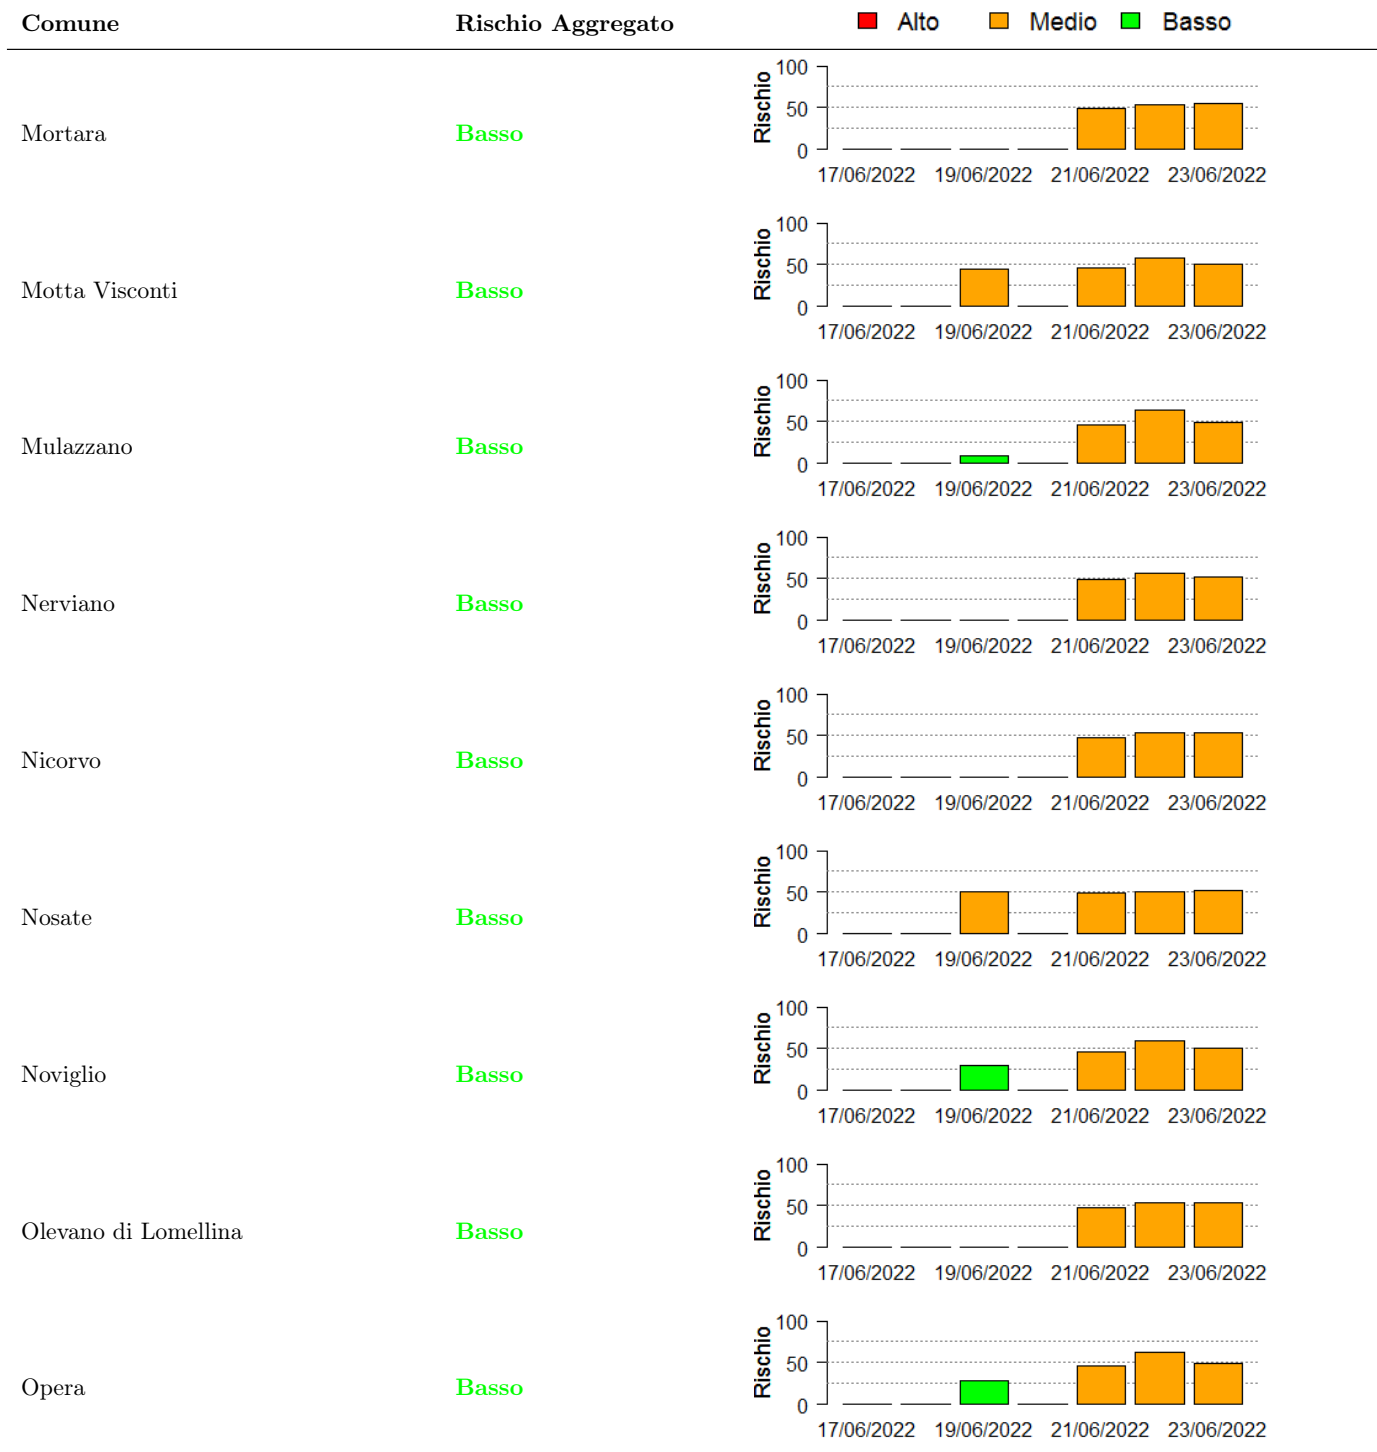 Comune Rischio Aggregato Alto Medio Basso
100
50
0
Rischio
Mortara Basso
17/06/2022 19/06/2022 21/06/2022 23/06/2022
100
50
0
Rischio
Motta Visconti Basso
17/06/2022 19/06/2022 21/06/2022 23/06/2022
100
50
0
Rischio
Mulazzano Basso
17/06/2022 19/06/2022 21/06/2022 23/06/2022
100
50
0
Rischio
Nerviano Basso
17/06/2022 19/06/2022 21/06/2022 23/06/2022
100
50
0
Rischio
Nicorvo Basso
17/06/2022 19/06/2022 21/06/2022 23/06/2022
100
50
0
Rischio
Nosate Basso
17/06/2022 19/06/2022 21/06/2022 23/06/2022
100
50
0
Rischio
Noviglio Basso
17/06/2022 19/06/2022 21/06/2022 23/06/2022
100
50
0
Rischio
Olevano di Lomellina Basso
17/06/2022 19/06/2022 21/06/2022 23/06/2022
100
50
0
Rischio
Opera Basso
17/06/2022 19/06/2022 21/06/2022 23/06/2022